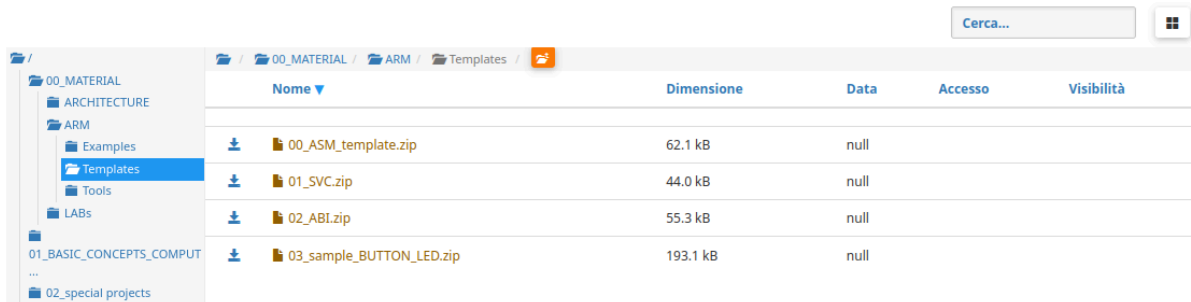 Cerca...
/
00_MATERIAL
ARCHITECTURE
ARM
Examples
Templates
Tools
LABs
01_BASIC_CONCEPTS_COMPUT
...
02_special projects
/ 00_MATERIAL / ARM / Templates /
Nome ▼ Dimensione Data Accesso Visibilità
00_ASM_template.zip 62.1 kB null
01_SVC.zip 44.0 kB null
02_ABI.zip 55.3 kB null
03_sample_BUTTON_LED.zip 193.1 kB null